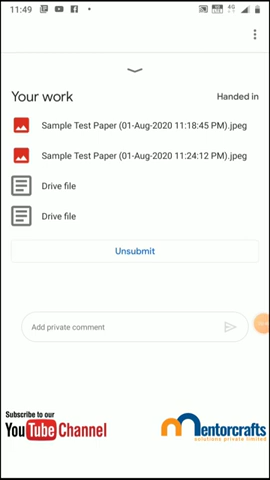 11:49
Your work
Handed in
Sample Test Paper (01-Aug-2020 11:18:45 PM).jpeg
Sample Test Paper (01-Aug-2020 11:24:12 PM).jpeg
Drive file
Drive file
Unsubmit
Add private comment
Subscribe to our
YouTube Channel
mentorcrafts
solutions private limited